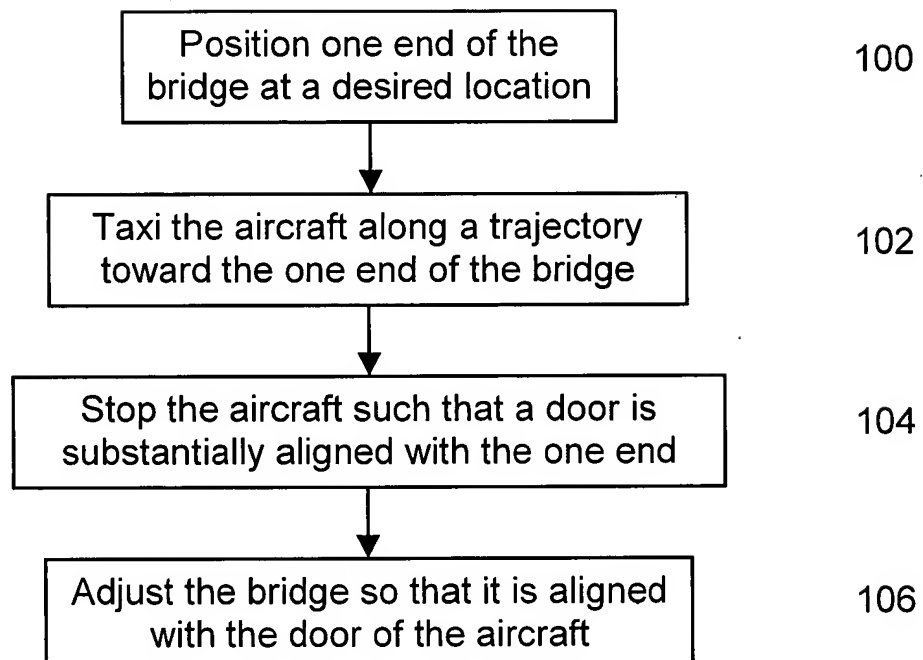 Position one end of the
bridge at a desired location
100
Taxi the aircraft along a trajectory
toward the one end of the bridge
102
Stop the aircraft such that a door is
substantially aligned with the one end
104
Adjust the bridge so that it is aligned
with the door of the aircraft
106